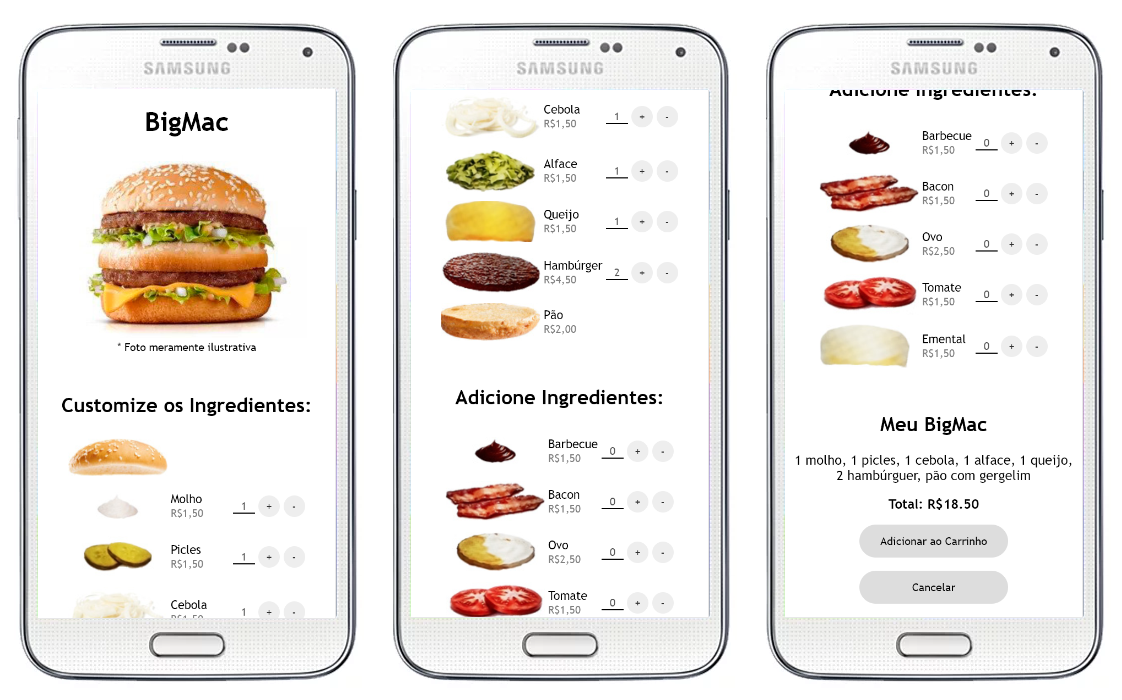 SAMSUNG
BigMac
* Foto meramente ilustrativa
Customize os Ingredientes:
Molho
R$1,50 1 + -
Picles
R$1,50 1 + -
Cebola
R$1,50 1 + -
SAMSUNG
Cebola
R$1,50 1 + -
Alface
R$1,50 1 + -
Queijo
R$1,50 1 + -
Hambúrger
R$4,50 2 + -
Pão
R$2,00
Adicione Ingredientes:
Barbecue
R$1,50 0 + -
Bacon
R$1,50 0 + -
Ovo
R$2,50 0 + -
Tomate
R$1,50 0 + -
SAMSUNG
Adicione Ingredientes:
Barbecue
R$1,50 0 + -
Bacon
R$1,50 0 + -
Ovo
R$2,50 0 + -
Tomate
R$1,50 0 + -
Emental
R$1,50 0 + -
Meu BigMac
1 molho, 1 picles, 1 cebola, 1 alface, 1 queijo,
2 hambúrguer, pão com gergelim
Total: R$18.50
Adicionar ao Carrinho
Cancelar